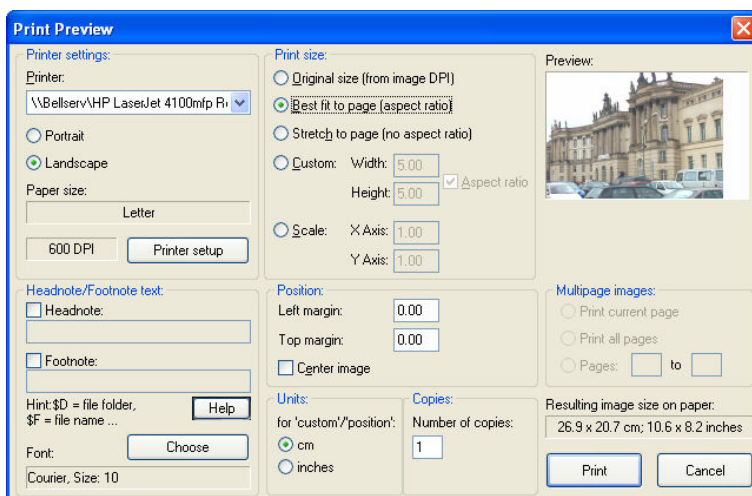 Print Preview
Printer settings:
Printer:
\\Bellserv\HP LaserJet 4100mfp R
Portrait
Landscape
Paper size:
Letter
600 DPI
Printer setup
Print size:
Original size (from image DPI)
Best fit to page (aspect ratio)
Stretch to page (no aspect ratio)
Custom: Width: 5.00
Height: 5.00
Aspect ratio
Scale: X Axis: 1.00
Y Axis: 1.00
Preview:
Headnote/Footnote text:
Headnote:
Footnote:
Hint:$D = file folder,
$F = file name ...
Help
Font:
Choose
Courier, Size: 10
Position:
Left margin: 0.00
Top margin: 0.00
Center image
Units:
for 'custom'/'position':
cm
inches
Copies:
Number of copies:
1
Multipage images:
Print current page
Print all pages
Pages: to
Resulting image size on paper:
26.9 x 20.7 cm; 10.6 x 8.2 inches
Print
Cancel